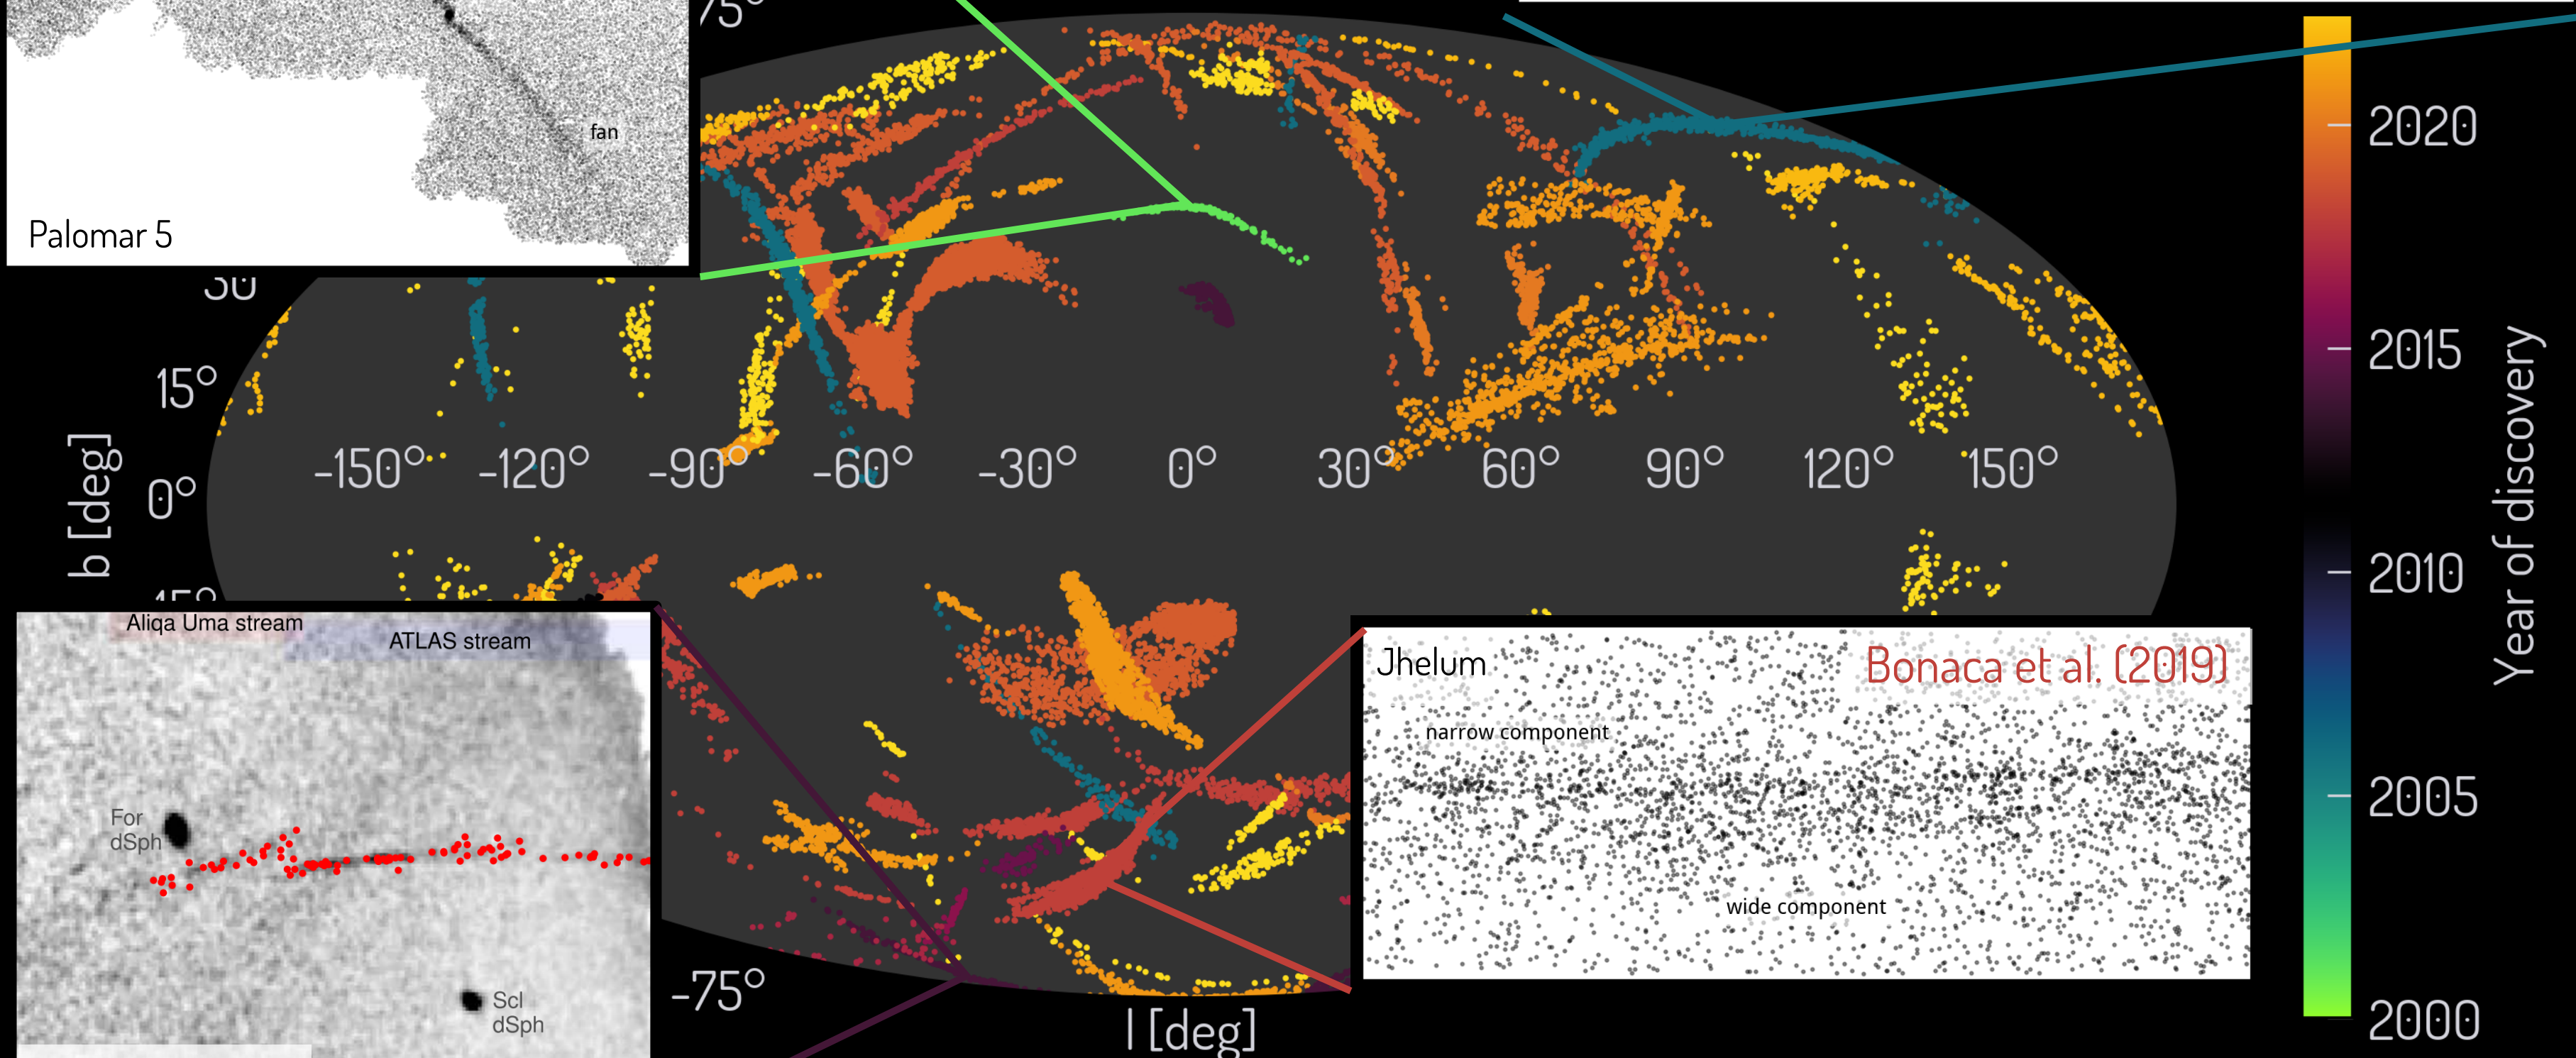 75°
fan
Palomar 5
30
15°
0°
-150° -120° -90° -60° -30° 0° 30° 60° 90° 120° 150°
b [deg]
Aliqa Uma stream
ATLAS stream
For
dSph
Scl
dSph
-75°
l [deg]
Jhelum
Bonaca et al. (2019)
narrow component
wide component
2020
2015
2010
2005
2000
Year of discovery